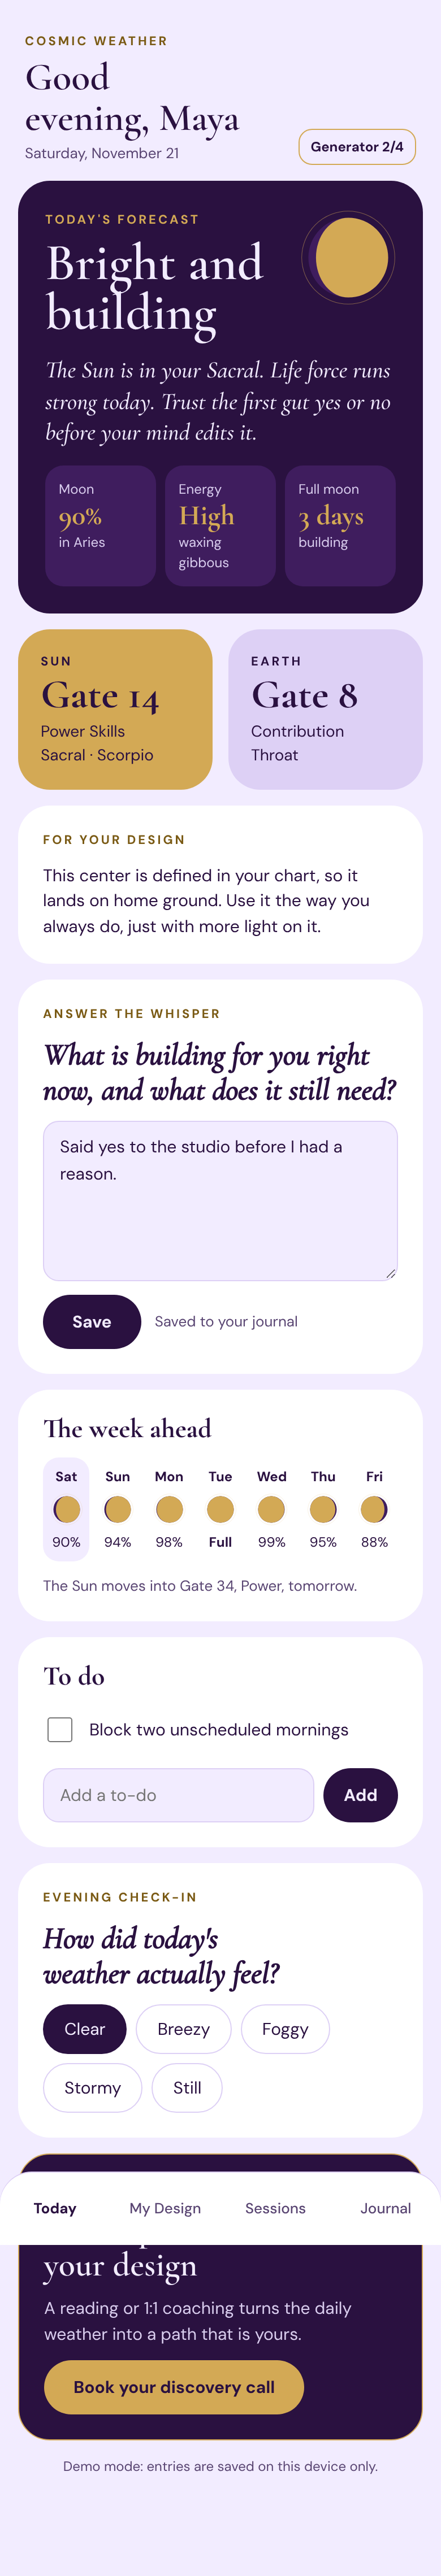 COSMIC WEATHER
Good
evening, Maya
Saturday, November 21
Generator 2/4
TODAY'S FORECAST
Bright and
building
The Sun is in your Sacral. Life force runs
strong today. Trust the first gut yes or no
before your mind edits it.
Moon
90%
in Aries
Energy
High
waxing
gibbous
Full moon
3 days
building
SUN
Gate 14
Power Skills
Sacral · Scorpio
EARTH
Gate 8
Contribution
Throat
FOR YOUR DESIGN
This center is defined in your chart, so it
lands on home ground. Use it the way you
always do, just with more light on it.
ANSWER THE WHISPER
What is building for you right
now, and what does it still need?
Said yes to the studio before I had a
reason.
Save
Saved to your journal
The week ahead
Sat Sun Mon Tue Wed Thu Fri
90% 94% 98% Full 99% 95% 88%
The Sun moves into Gate 34, Power, tomorrow.
To do
Block two unscheduled mornings
Add a to-do
Add
EVENING CHECK-IN
How did today's
weather actually feel?
Clear Breezy Foggy
Stormy Still
Today My Design Sessions Journal
your design
A reading or 1:1 coaching turns the daily
weather into a path that is yours.
Book your discovery call
Demo mode: entries are saved on this device only.